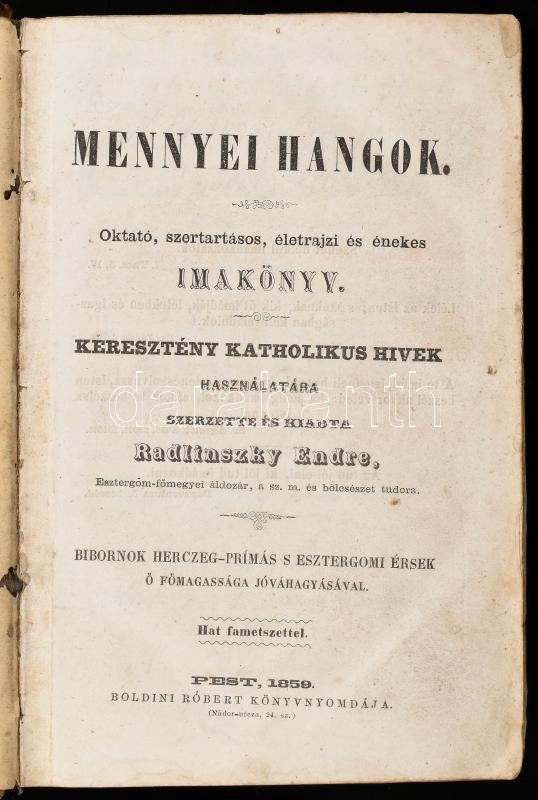 MENNYEI HANGOK.
Oktató, szertartásos, életrajzi és énekes
IMAKÖNYV.
KERESZTÉNY KATHOLIKUS HIVEK
HASZNÁLATÁRA
darabanth
SZERZETTE ÉS KIADTA
Radlinszky Endre,
Esztergom-főmegyei áldozár, a sz. m. és bölcsészet tudora.
BIBORNOK HERCZEG-PRÍMÁS S ESZTERGOMI ÉRSEK
Ő FŐMAGASSÁGA JÓVÁHAGYÁSÁVAL.
Hat fametszettel.
PEST, 1859.
BOLDINI RÓBERT KÖNYVNYOMDÁJA.
(Nádor-utcza, 24. sz.)